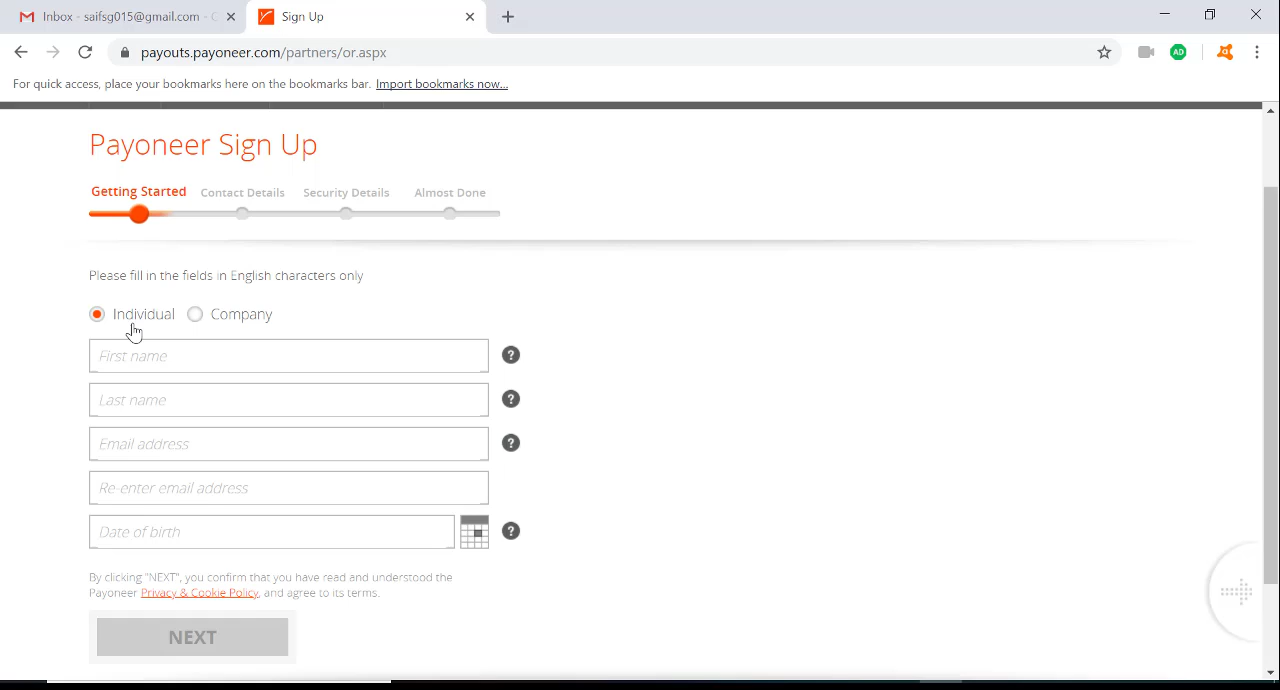 Inbox - saifsg015@gmail.com - G
Sign Up
payouts.payoneer.com/partners/or.aspx
AD
For quick access, place your bookmarks here on the bookmarks bar. Import bookmarks now...
Payoneer Sign Up
Getting Started Contact Details Security Details Almost Done
Please fill in the fields in English characters only
Individual Company
First name ?
Last name ?
Email address ?
Re-enter email address
Date of birth ?
By clicking "NEXT", you confirm that you have read and understood the
Payoneer Privacy & Cookie Policy, and agree to its terms.
NEXT